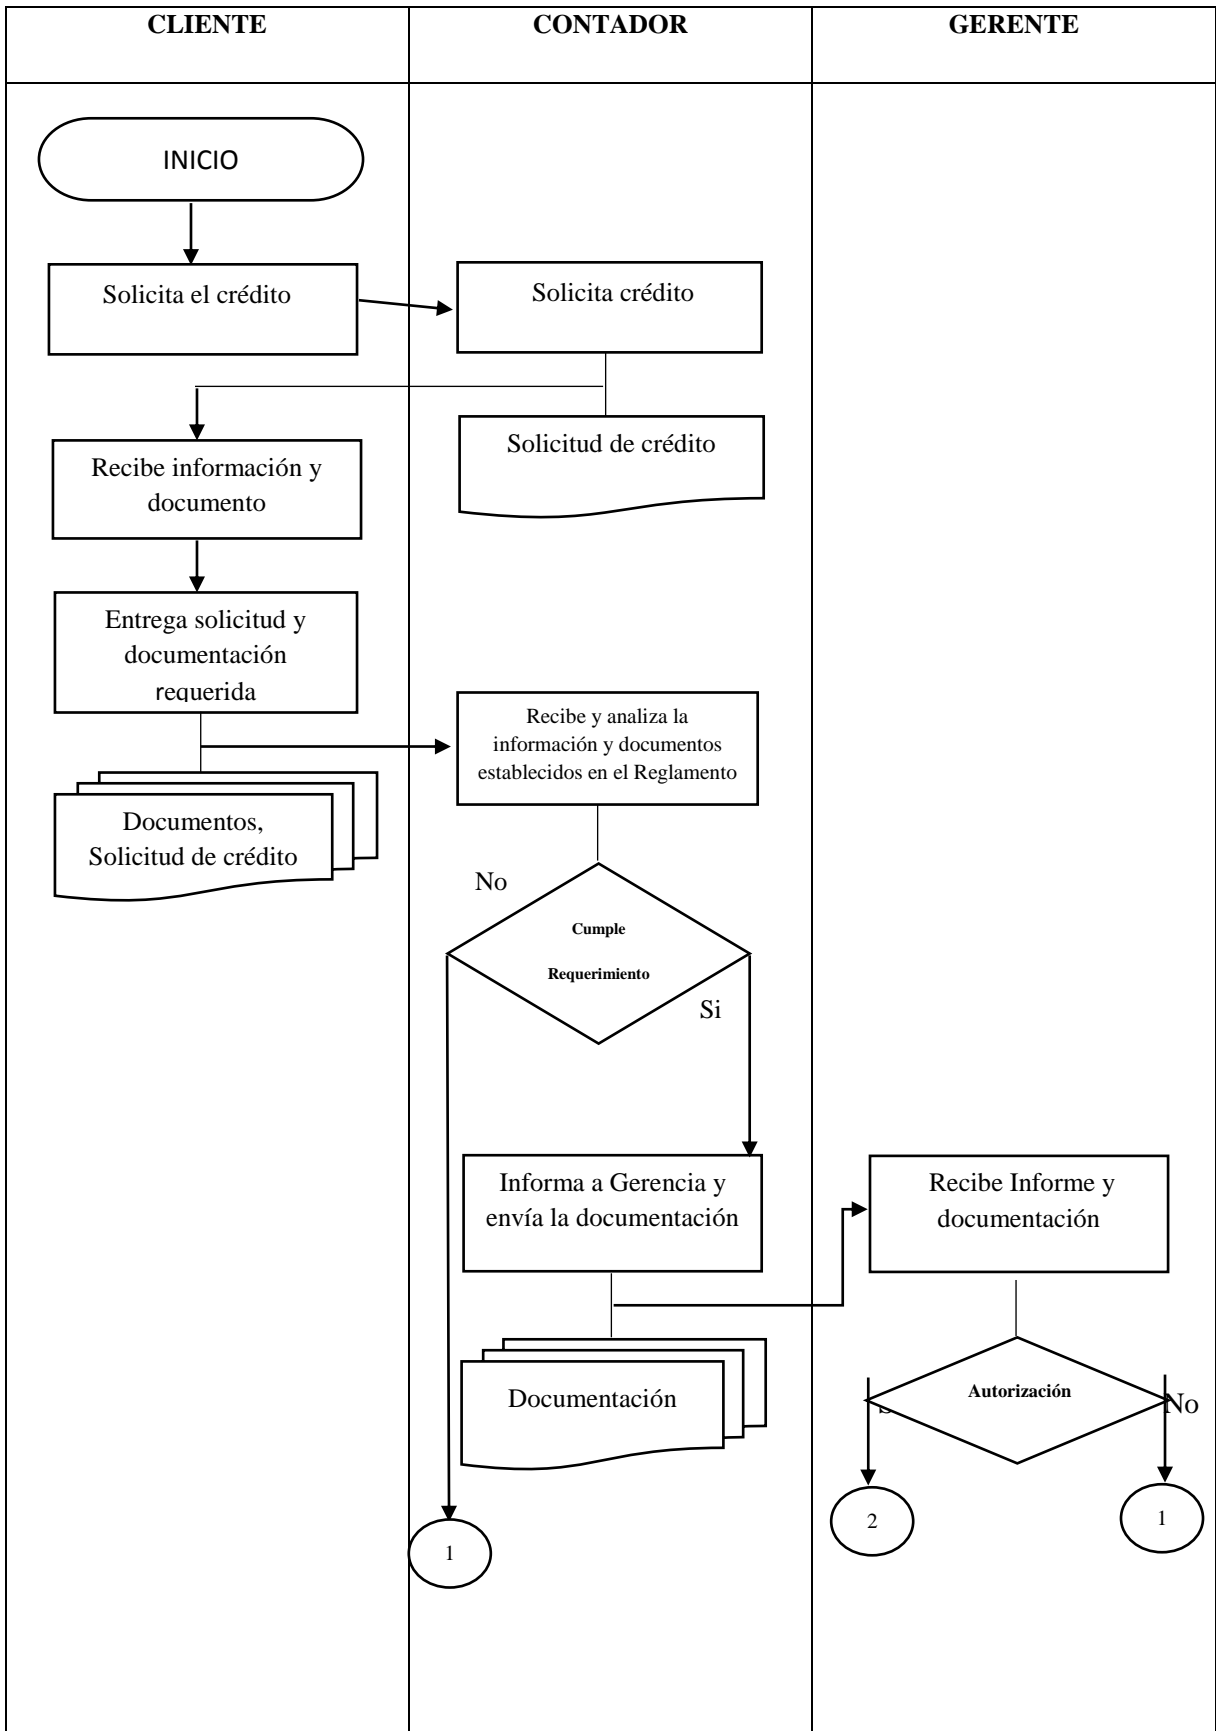 CLIENTE
CONTADOR
GERENTE
INICIO
Solicita el crédito
Solicita crédito
Solicitud de crédito
Recibe información y
documento
Entrega solicitud y
documentación
requerida
Recibe y analiza la
información y documentos
establecidos en el Reglamento
Documentos,
Solicitud de crédito
No
Cumple
Requerimiento
Si
Informa a Gerencia y
envía la documentación
Recibe Informe y
documentación
Documentación
Autorización
No
2
1
1